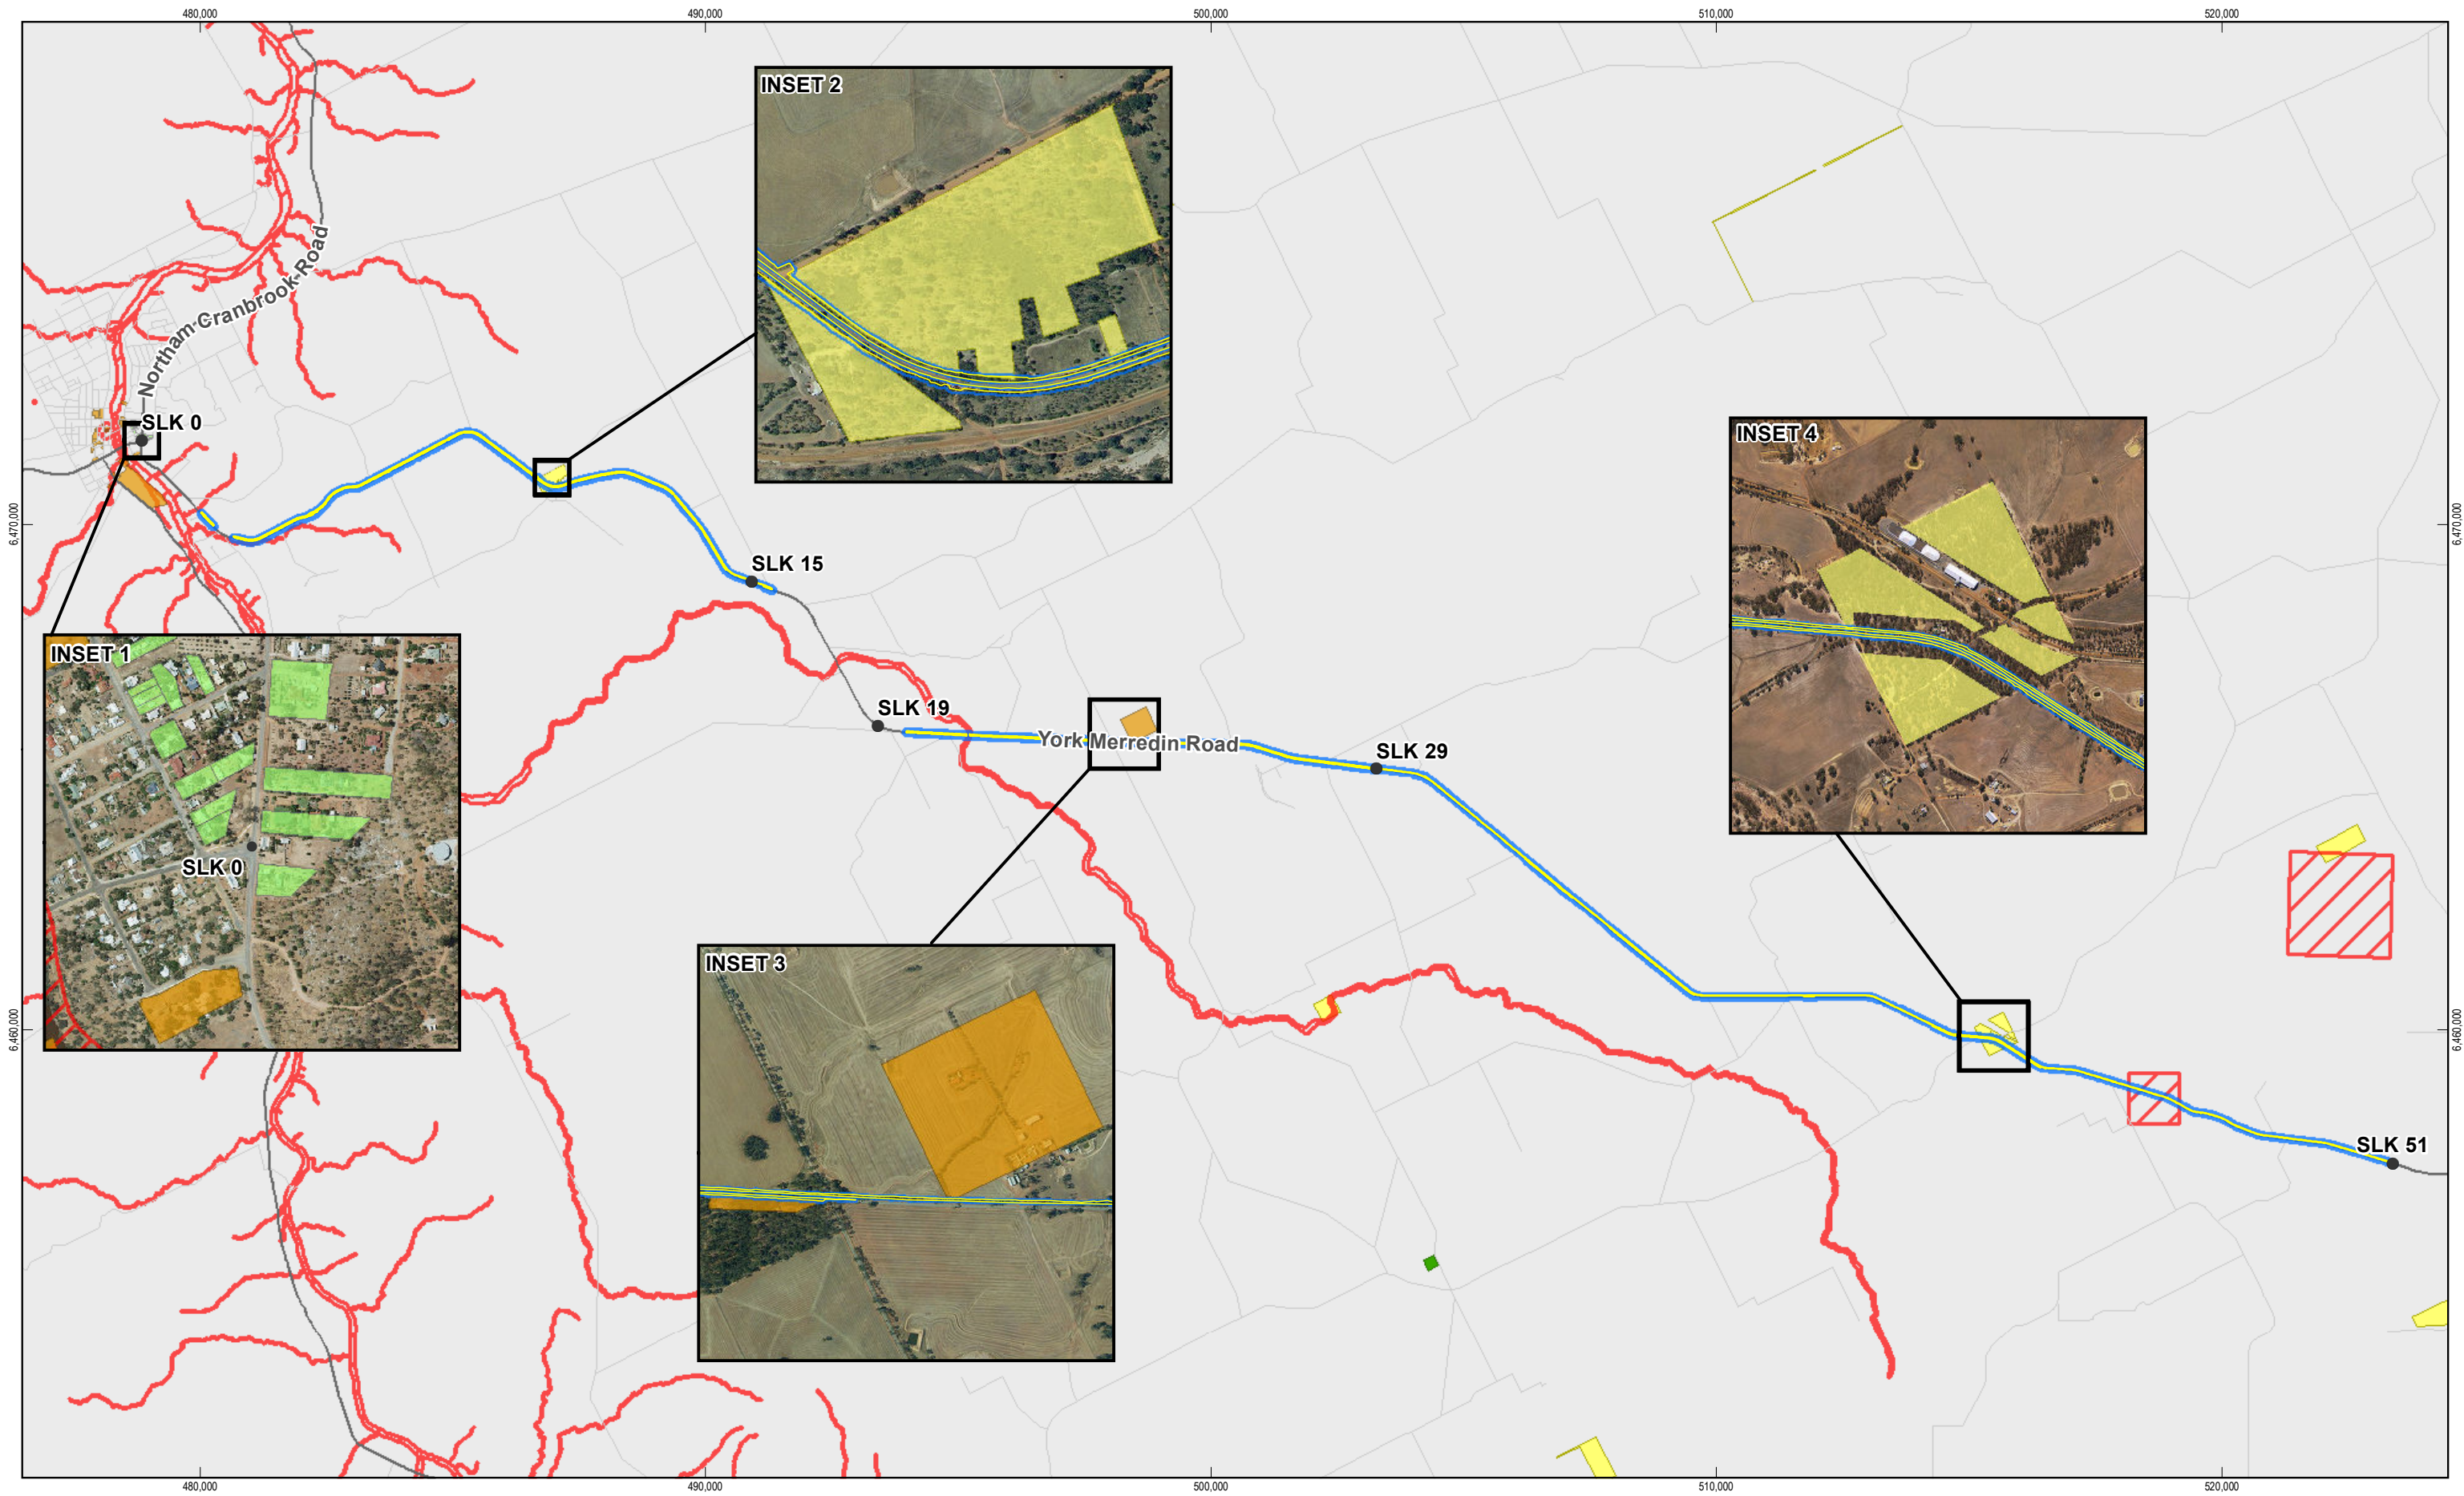 480,000
490,000
500,000
510,000
520,000
INSET 2
Northam-Cranbrook-Road
SLK 0
INSET 4
6,470,000
6,470,000
SLK 15
INSET 1
SLK 19
York Merredin Road
SLK 29
SLK 0
INSET 3
6,460,000
6,460,000
SLK 51
480,000
490,000
500,000
510,000
520,000